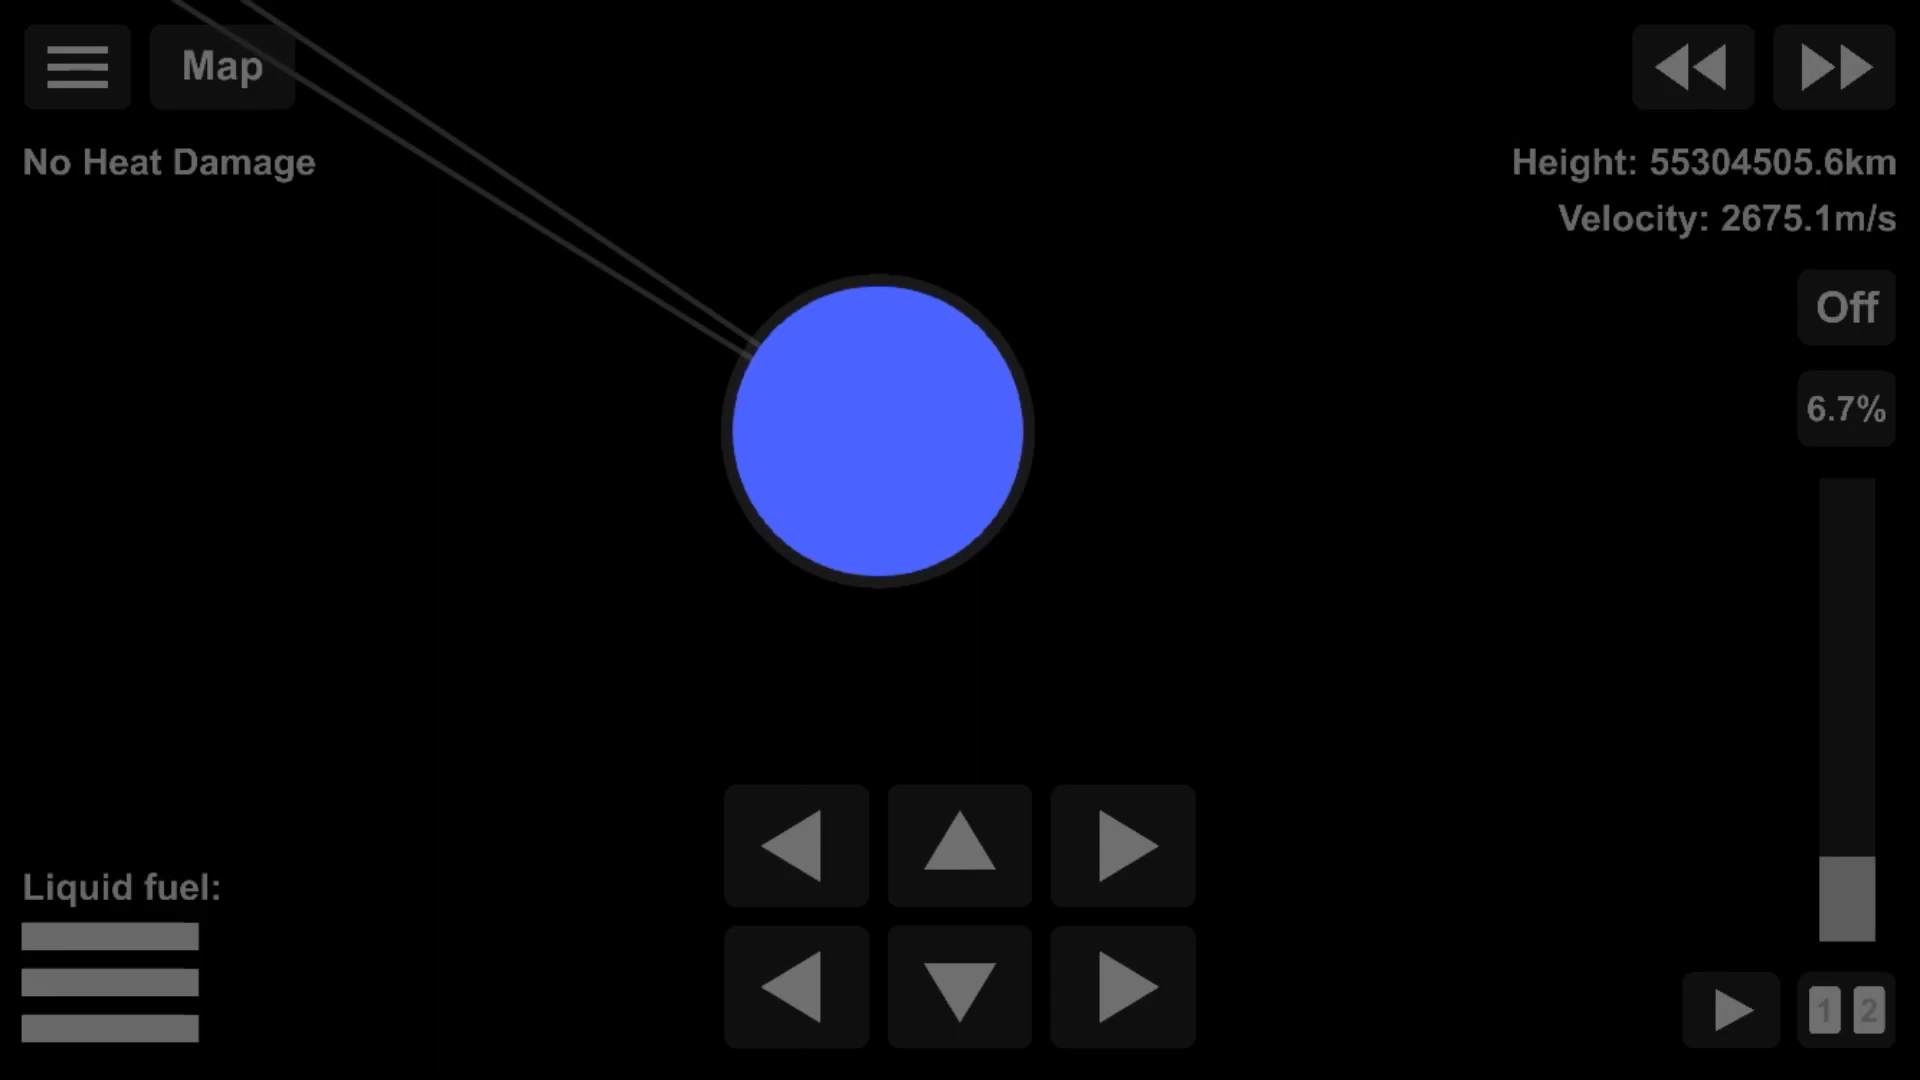 Map
No Heat Damage
Height: 55304505.6km
Velocity: 2675.1m/s
Off
6.7%
Liquid fuel:
1 2